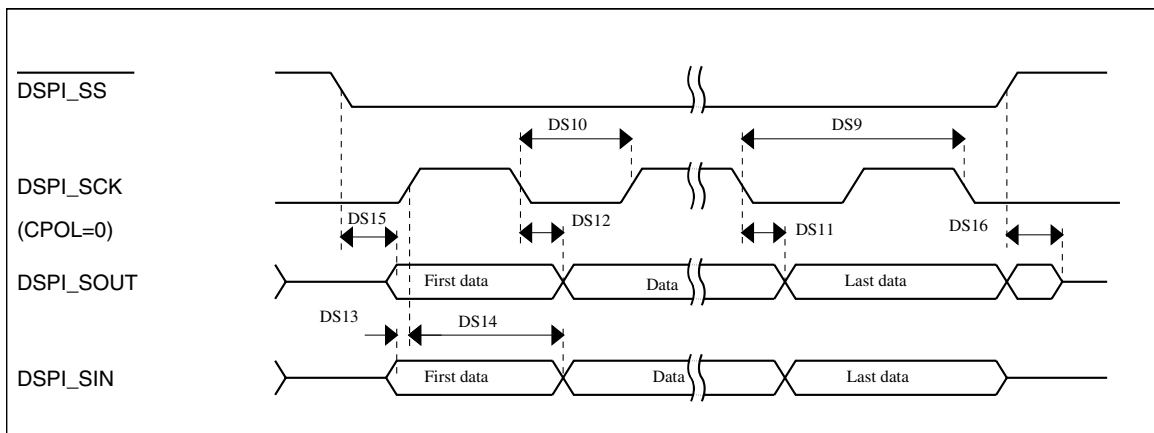 DSPI_SS
DS10
DS9
DSPI_SCK
(CPOL=0)
DS15
DS12
DS11
DS16
DSPI_SOUT
First data
Data
Last data
DS13
DS14
DSPI_SIN
First data
Data
Last data